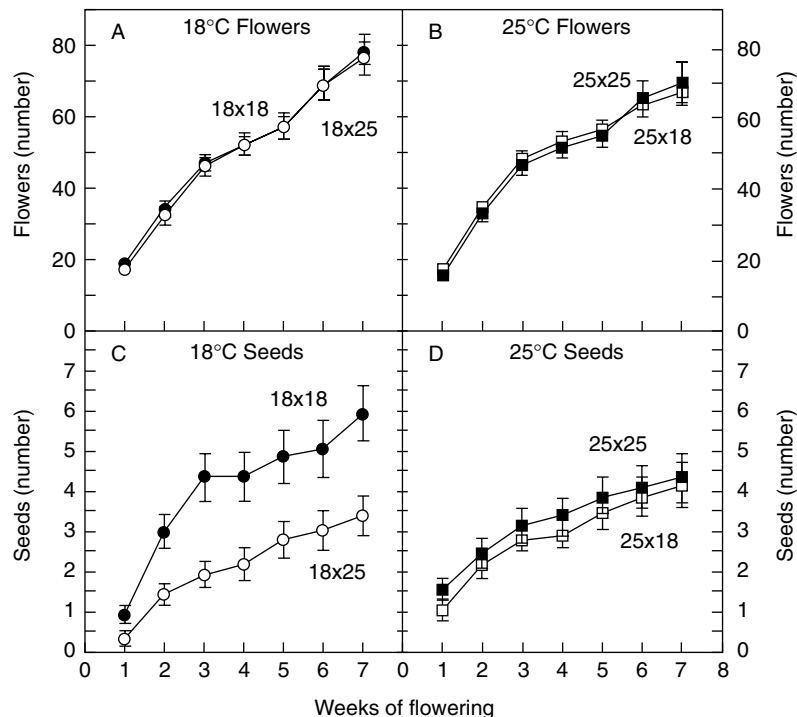 A 18°C Flowers
B 25°C Flowers
80
60
40
20
0
Flowers (number)
18x18
18x25
25x25
25x18
80
60
40
20
0
Flowers (number)
C 18°C Seeds
D 25°C Seeds
7
6
5
4
3
2
1
0
Seeds (number)
18x18
18x25
25x25
25x18
7
6
5
4
3
2
1
0
Seeds (number)
0 1 2 3 4 5 6 7 0 1 2 3 4 5 6 7 8
Weeks of flowering